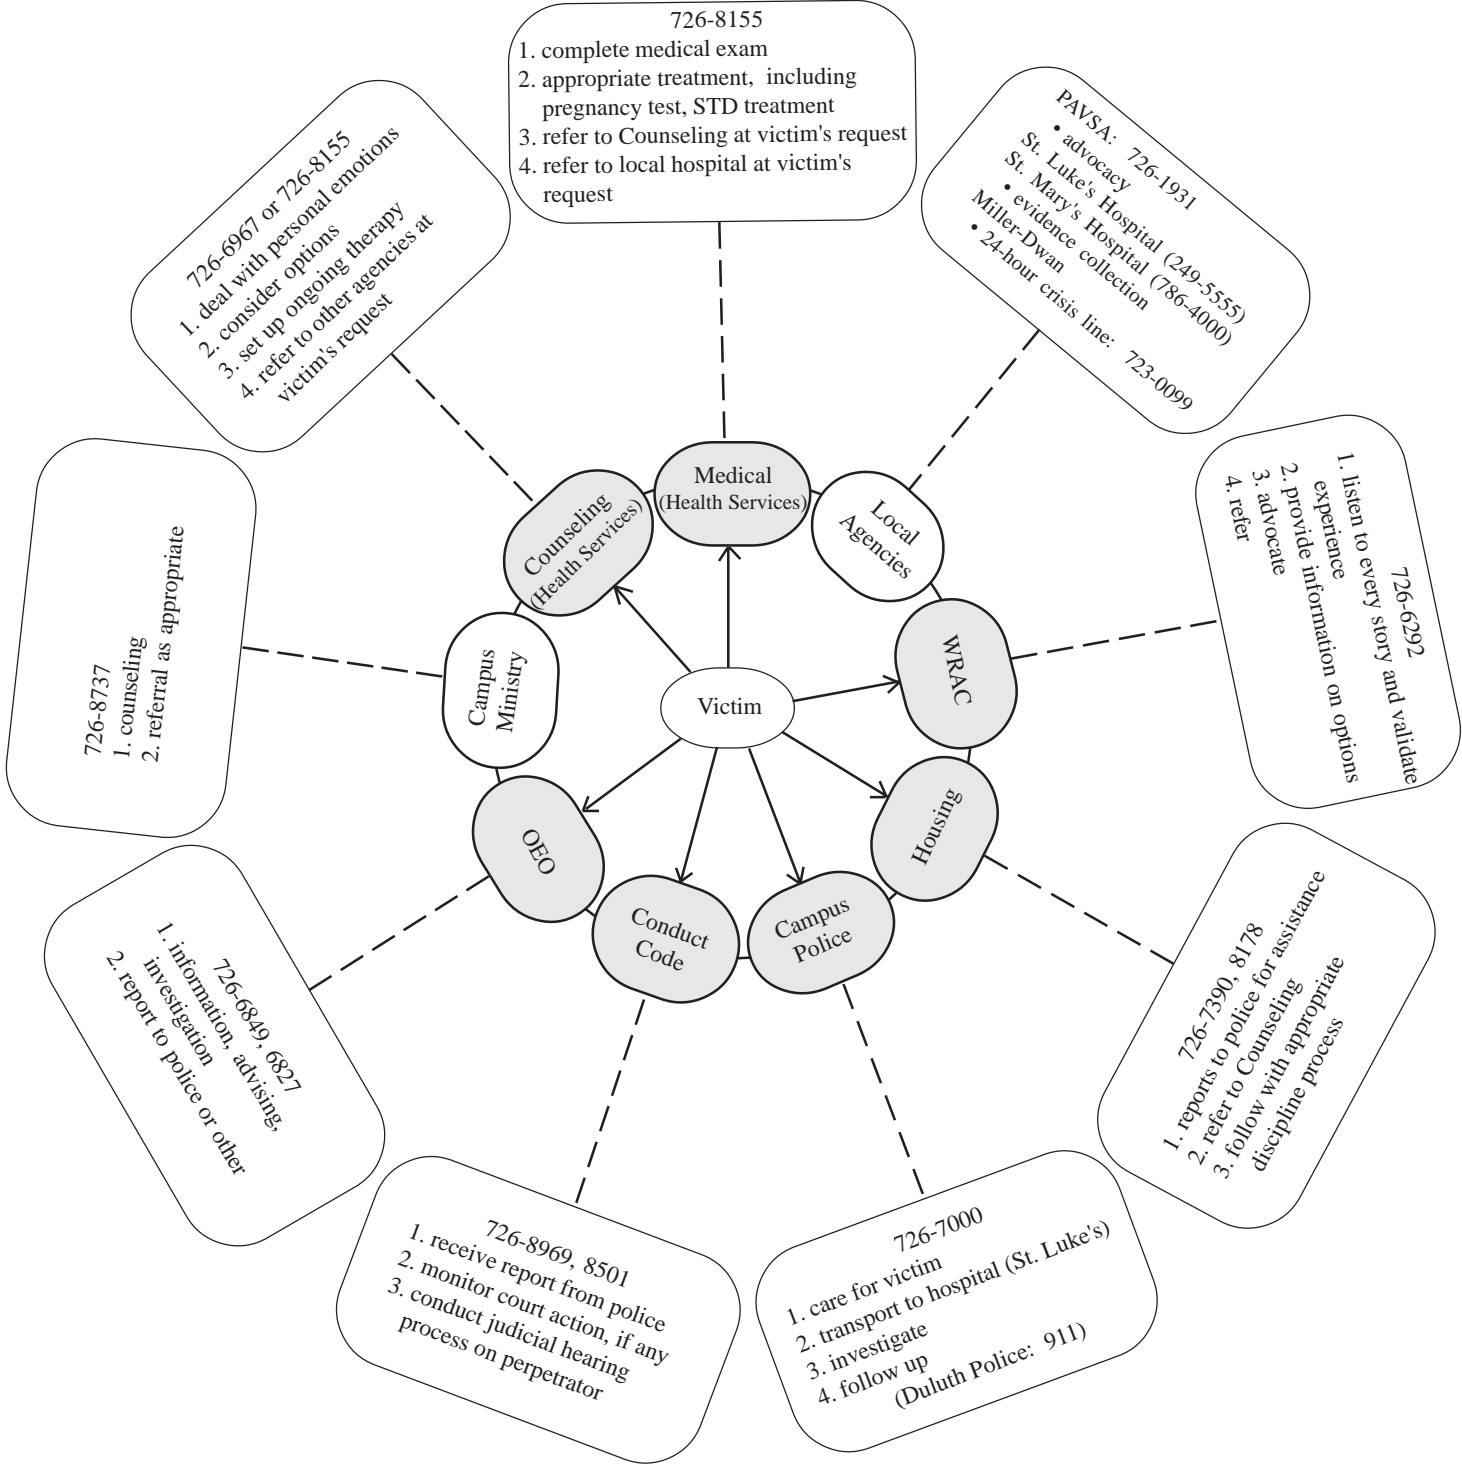 726-8155
1. complete medical exam
2. appropriate treatment, including
pregnancy test, STD treatment
3. refer to Counseling at victim's request
4. refer to local hospital at victim's
request
PAVSA: 726-1931
• advocacy
St. Luke's Hospital (249-5555)
St. Mary's Hospital (786-4000)
• evidence collection
Miller-Dwan
• 24-hour crisis line: 723-0099
726-6292
1. listen to every story and validate
experience
2. provide information on options
3. advocate
4. refer
726-7390, 8178
1. reports to police for assistance
2. refer to Counseling
3. follow with appropriate
discipline process
726-7000
1. care for victim
2. transport to hospital (St. Luke's)
3. investigate
4. follow up
(Duluth Police: 911)
726-8969, 8501
1. receive report from police
2. monitor court action, if any
3. conduct judicial hearing
process on perpetrator
726-6849, 6827
1. information, advising,
investigation
2. report to police or other
726-8737
1. counseling
2. referral as appropriate
726-6967 or 726-8155
1. deal with personal emotions
2. consider options
3. set up ongoing therapy
4. refer to other agencies at
victim's request
Medical
(Health Services)
Local
Agencies
WRAC
Housing
Campus
Police
Conduct
Code
OEO
Campus
Ministry
Counseling
(Health Services)
Victim